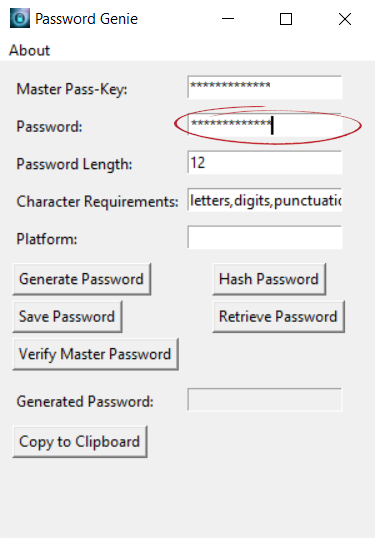 Password Genie
About
Master Pass-Key: *************
Password: *************
Password Length: 12
Character Requirements: letters,digits,punctuatic
Platform:
Generate Password Hash Password
Save Password Retrieve Password
Verify Master Password
Generated Password:
Copy to Clipboard